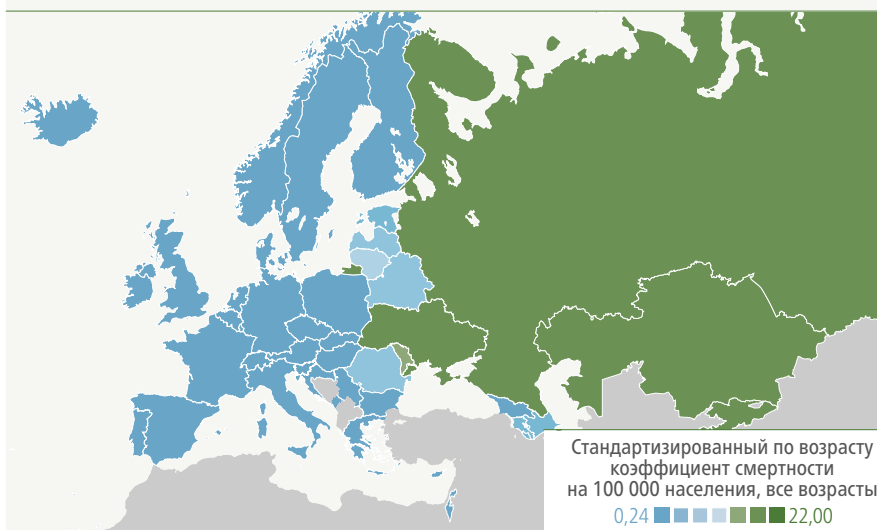 Стандартизированный по возрасту
коэффициент смертности
на 100 000 населения, все возрасты
0,24 22,00